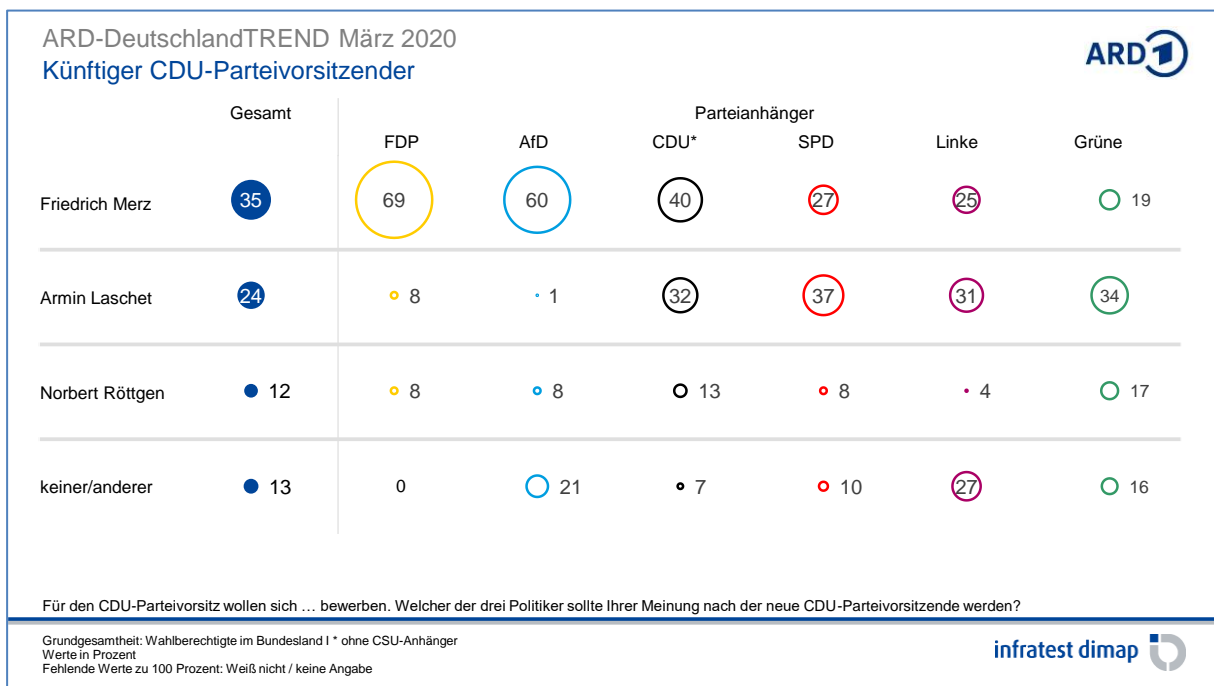 ARD-DeutschlandTREND März 2020
Künftiger CDU-Parteivorsitzender
ARD 1
Gesamt
Parteianhänger
FDP AfD CDU* SPD Linke Grüne
Friedrich Merz 35 69 60 40 27 25 19
Armin Laschet 24 8 1 32 37 31 34
Norbert Röttgen 12 8 8 13 8 4 17
keiner/anderer 13 0 21 7 10 27 16
Für den CDU-Parteivorsitz wollen sich … bewerben. Welcher der drei Politiker sollte Ihrer Meinung nach der neue CDU-Parteivorsitzende werden?
Grundgesamtheit: Wahlberechtigte im Bundesland I * ohne CSU-Anhänger
Werte in Prozent
Fehlende Werte zu 100 Prozent: Weiß nicht / keine Angabe
infratest dimap